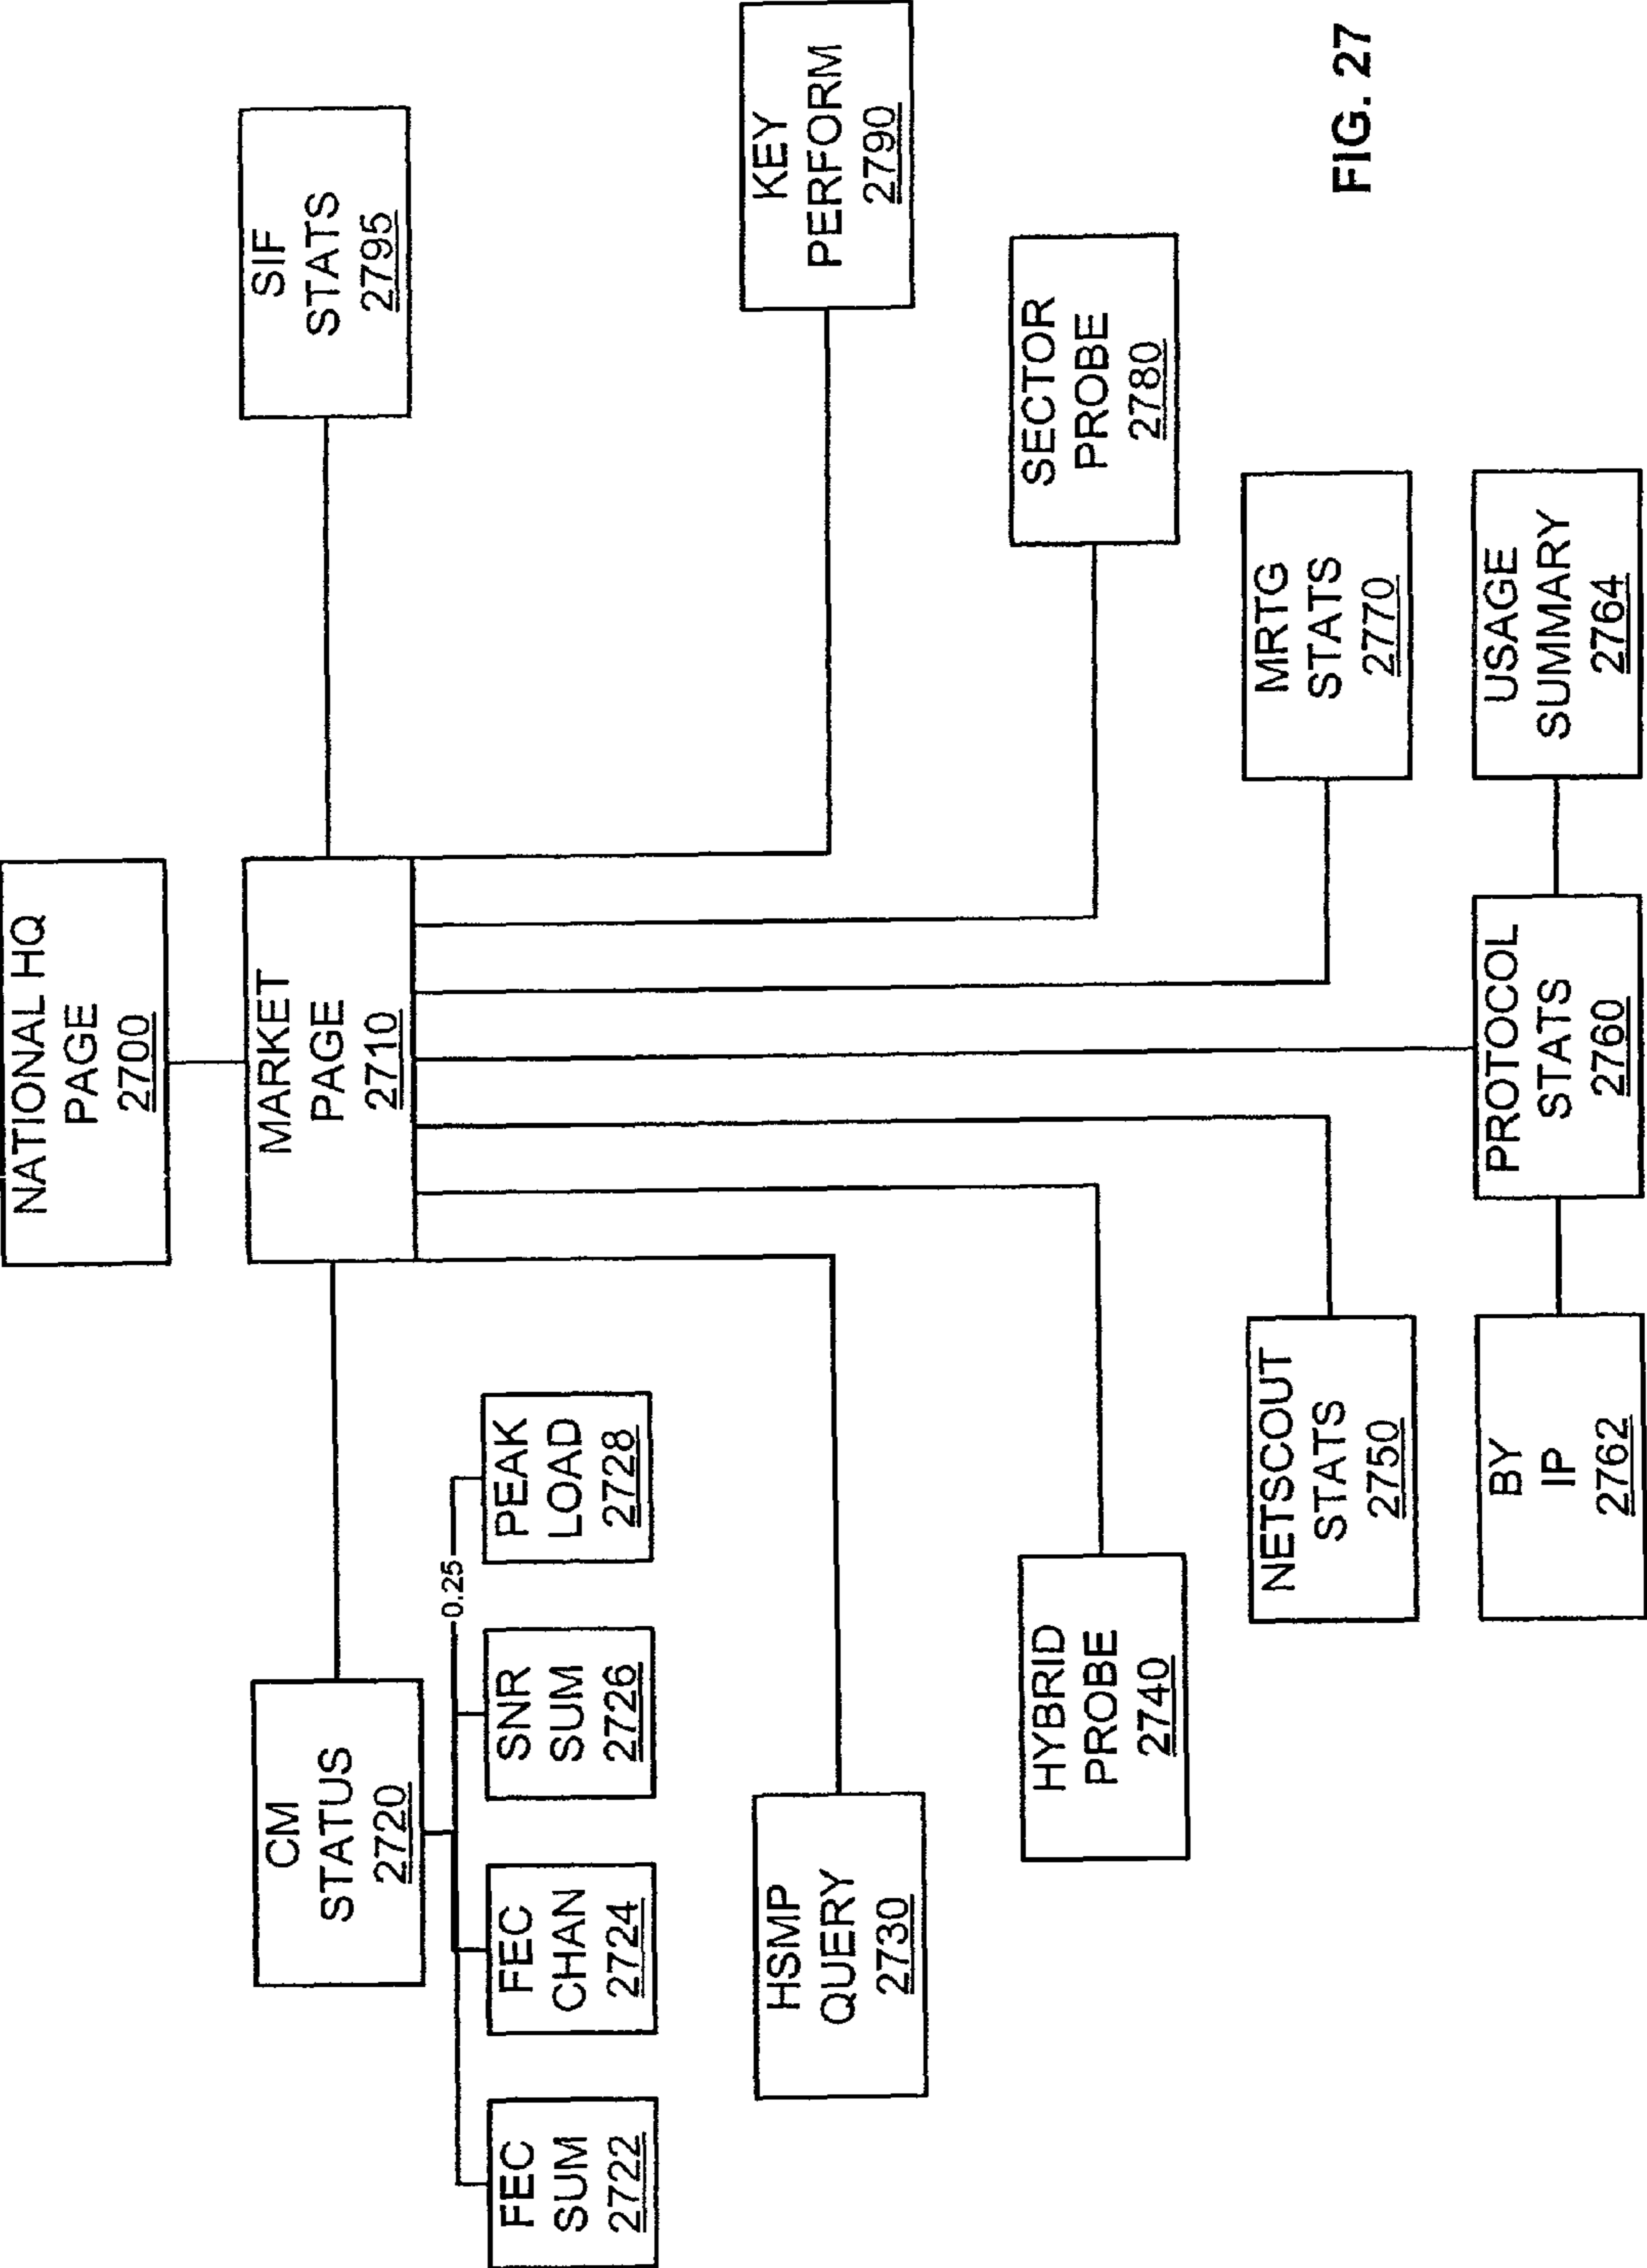 NATIONAL HQ
PAGE
2700
MARKET
PAGE
2710
CM
STATUS
2720
SIF
STATS
2795
0.25
FEC
SUM
2722
FEC
CHAN
2724
SNR
SUM
2726
PEAK
LOAD
2728
HSMP
QUERY
2730
KEY
PERFORM
2790
HYBRID
PROBE
2740
SECTOR
PROBE
2780
NETSCOUT
STATS
2750
MRTG
STATS
2770
BY
IP
2762
PROTOCOL
STATS
2760
USAGE
SUMMARY
2764
FIG. 27